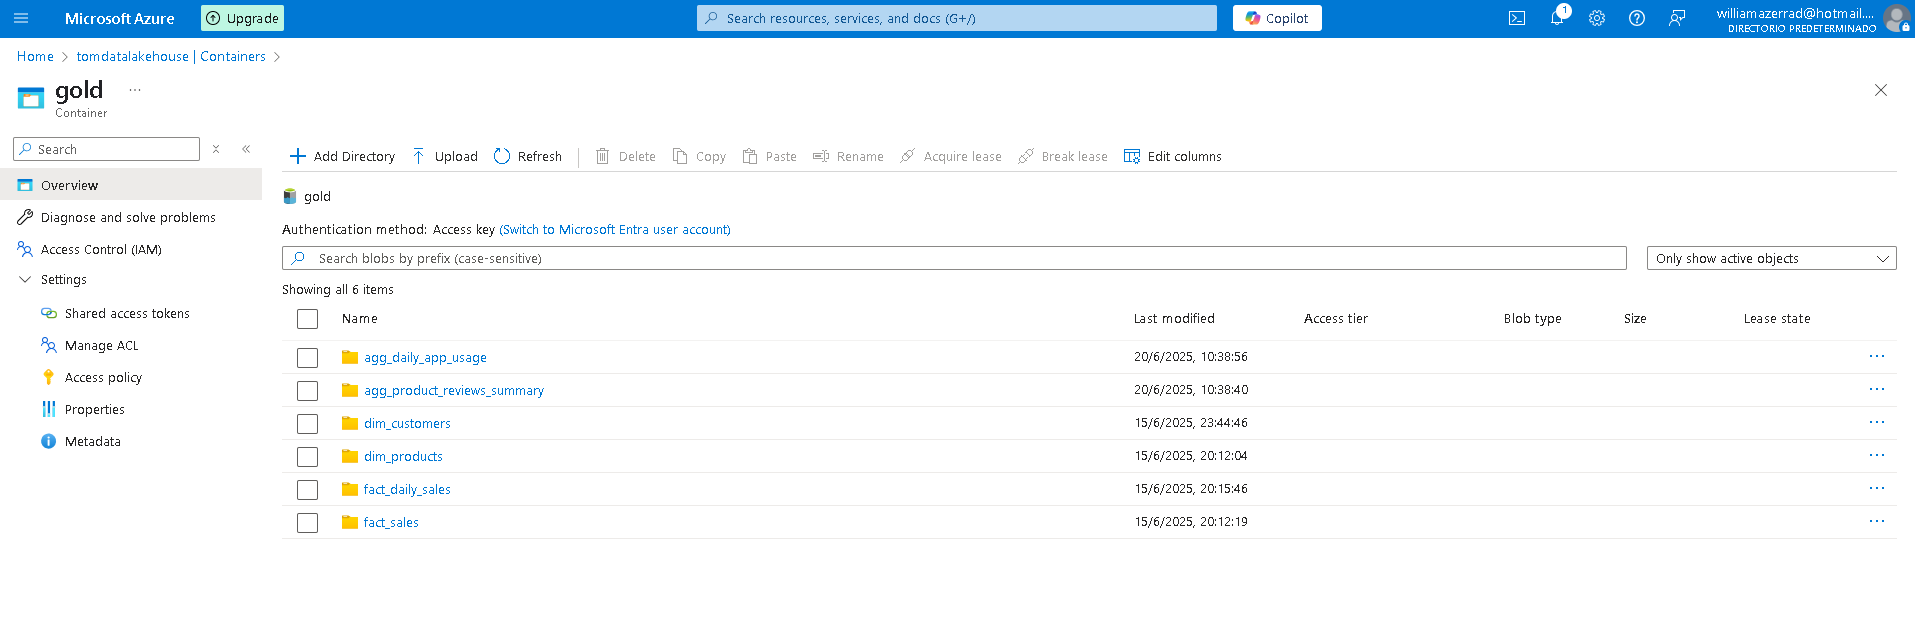 Microsoft Azure
Upgrade
Search resources, services, and docs (G+/)
Copilot
1
williamazerrad@hotmail....
DIRECTORIO PREDETERMINADO
Home > tomdatalakehouse | Containers >
gold ...
Container
Search
Overview
Diagnose and solve problems
Access Control (IAM)
Settings
Shared access tokens
Manage ACL
Access policy
Properties
Metadata
Add Directory Upload Refresh Delete Copy Paste Rename Acquire lease Break lease Edit columns
gold
Authentication method: Access key (Switch to Microsoft Entra user account)
Search blobs by prefix (case-sensitive)
Only show active objects
Showing all 6 items
Name Last modified Access tier Blob type Size Lease state
agg_daily_app_usage 20/6/2025, 10:38:56 ...
agg_product_reviews_summary 20/6/2025, 10:38:40 ...
dim_customers 15/6/2025, 23:44:46 ...
dim_products 15/6/2025, 20:12:04 ...
fact_daily_sales 15/6/2025, 20:15:46 ...
fact_sales 15/6/2025, 20:12:19 ...